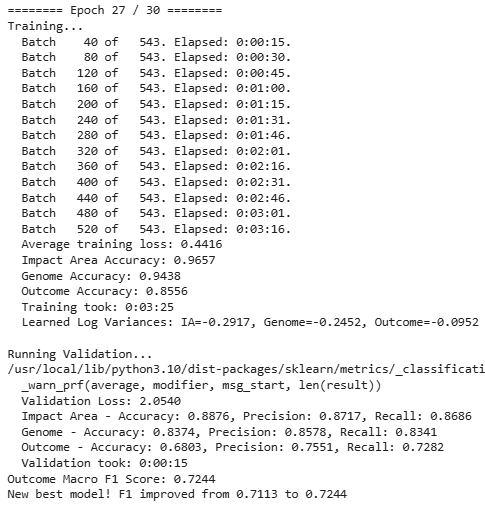 ======== Epoch 27 / 30 ========
Training...
  Batch    40 of   543. Elapsed: 0:00:15.
  Batch    80 of   543. Elapsed: 0:00:30.
  Batch   120 of   543. Elapsed: 0:00:45.
  Batch   160 of   543. Elapsed: 0:01:00.
  Batch   200 of   543. Elapsed: 0:01:15.
  Batch   240 of   543. Elapsed: 0:01:31.
  Batch   280 of   543. Elapsed: 0:01:46.
  Batch   320 of   543. Elapsed: 0:02:01.
  Batch   360 of   543. Elapsed: 0:02:16.
  Batch   400 of   543. Elapsed: 0:02:31.
  Batch   440 of   543. Elapsed: 0:02:46.
  Batch   480 of   543. Elapsed: 0:03:01.
  Batch   520 of   543. Elapsed: 0:03:16.
  Average training loss: 0.4416
  Impact Area Accuracy: 0.9657
  Genome Accuracy: 0.9438
  Outcome Accuracy: 0.8556
  Training took: 0:03:25
  Learned Log Variances: IA=-0.2917, Genome=-0.2452, Outcome=-0.0952

Running Validation...
/usr/local/lib/python3.10/dist-packages/sklearn/metrics/_classificati
  _warn_prf(average, modifier, msg_start, len(result))
  Validation Loss: 2.0540
  Impact Area - Accuracy: 0.8876, Precision: 0.8717, Recall: 0.8686
  Genome - Accuracy: 0.8374, Precision: 0.8578, Recall: 0.8341
  Outcome - Accuracy: 0.6803, Precision: 0.7551, Recall: 0.7282
  Validation took: 0:00:15
Outcome Macro F1 Score: 0.7244
New best model! F1 improved from 0.7113 to 0.7244